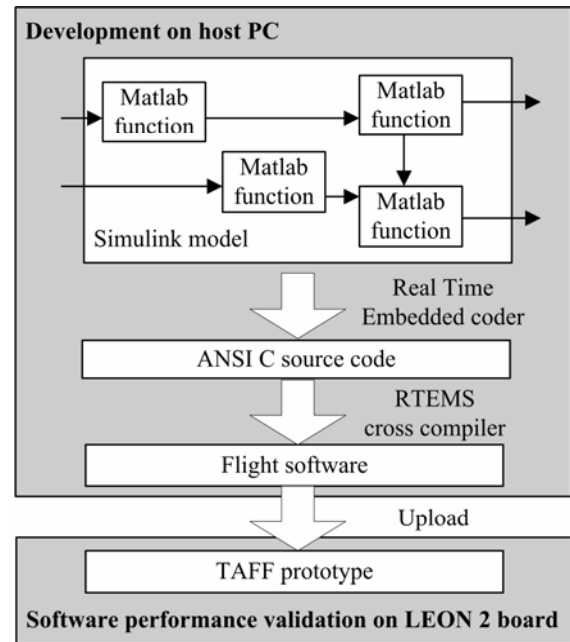 Development on host PC
Matlab
function
Matlab
function
Matlab
function
Matlab
function
Simulink model
Real Time
Embedded coder
ANSI C source code
RTEMS
cross compiler
Flight software
Upload
TAFF prototype
Software performance validation on LEON 2 board